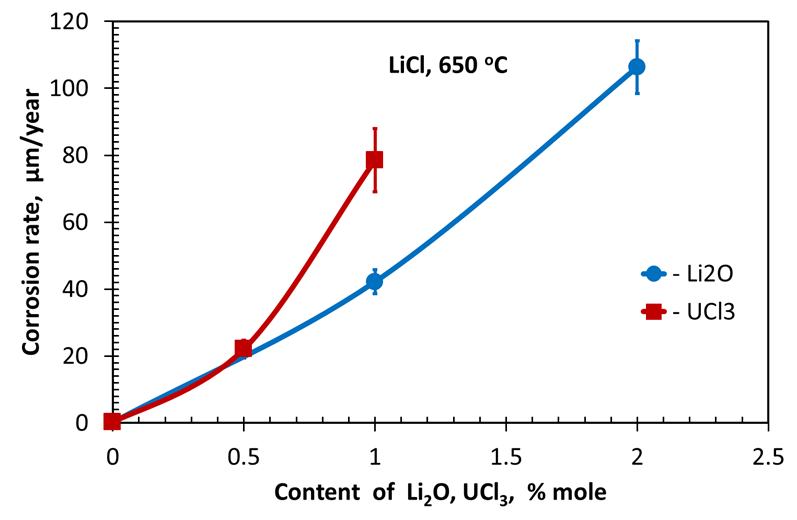 120
LiCl, 650 ºC
100
80
60
40
20
0
Corrosion rate, µm/year
- Li2O
- UCl3
0 0.5 1 1.5 2 2.5
Content of Li₂O, UCl₃, % mole